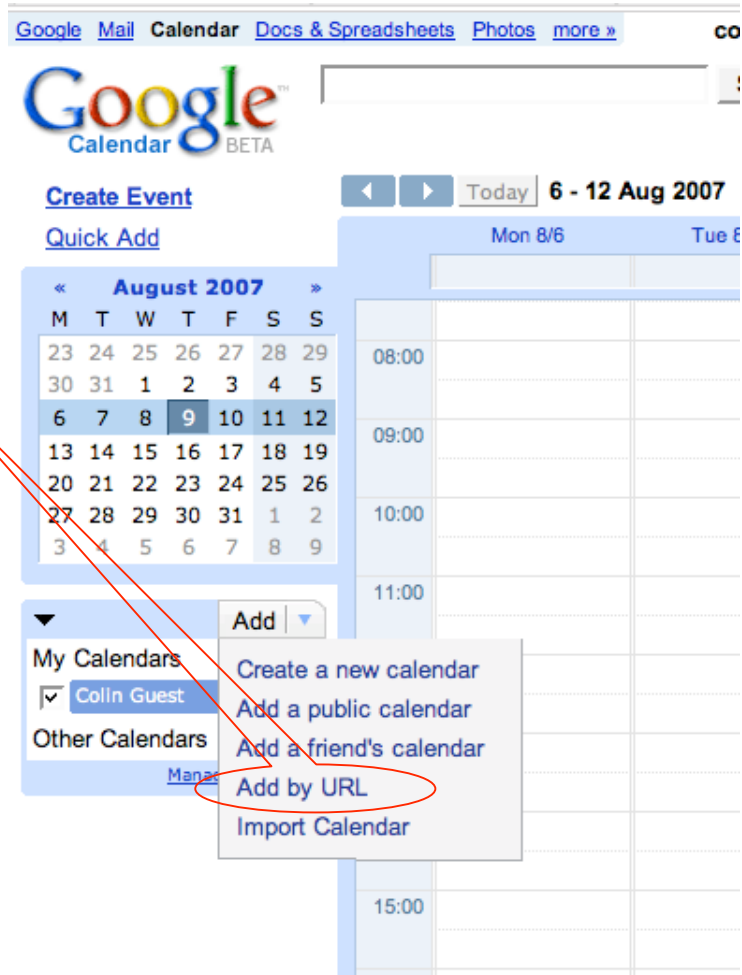 Google Mail Calendar Docs & Spreadsheets Photos more »
Google™
Calendar BETA
Create Event
Quick Add
Today 6 - 12 Aug 2007
Mon 8/6
« August 2007 »
M T W T F S S
23 24 25 26 27 28 29
30 31 1 2 3 4 5
6 7 8 9 10 11 12
13 14 15 16 17 18 19
20 21 22 23 24 25 26
27 28 29 30 31 1 2
3 4 5 6 7 8 9
08:00
09:00
10:00
11:00
15:00
Add
My Calendars
Colin Guest
Other Calendars
Create a new calendar
Add a public calendar
Add a friend's calendar
Add by URL
Import Calendar